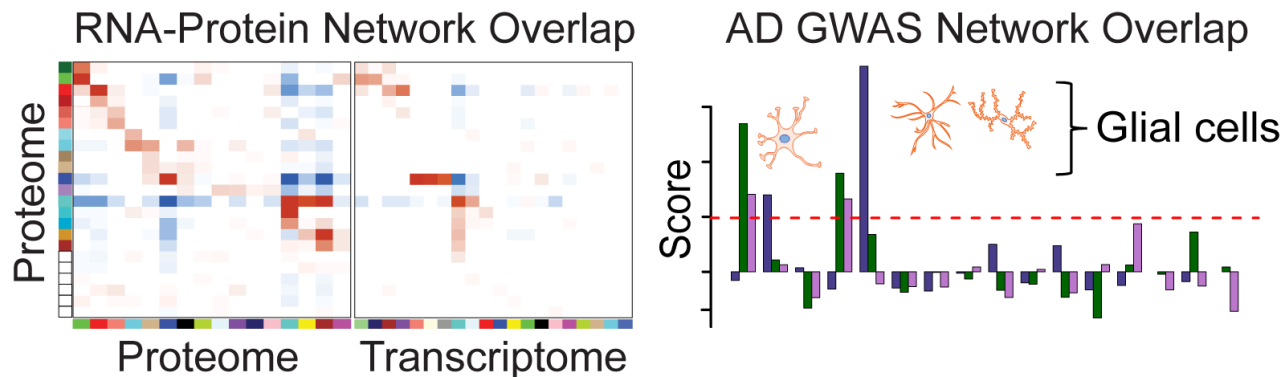 RNA-Protein Network Overlap
Proteome
Proteome
Transcriptome
AD GWAS Network Overlap
Score
Glial cells